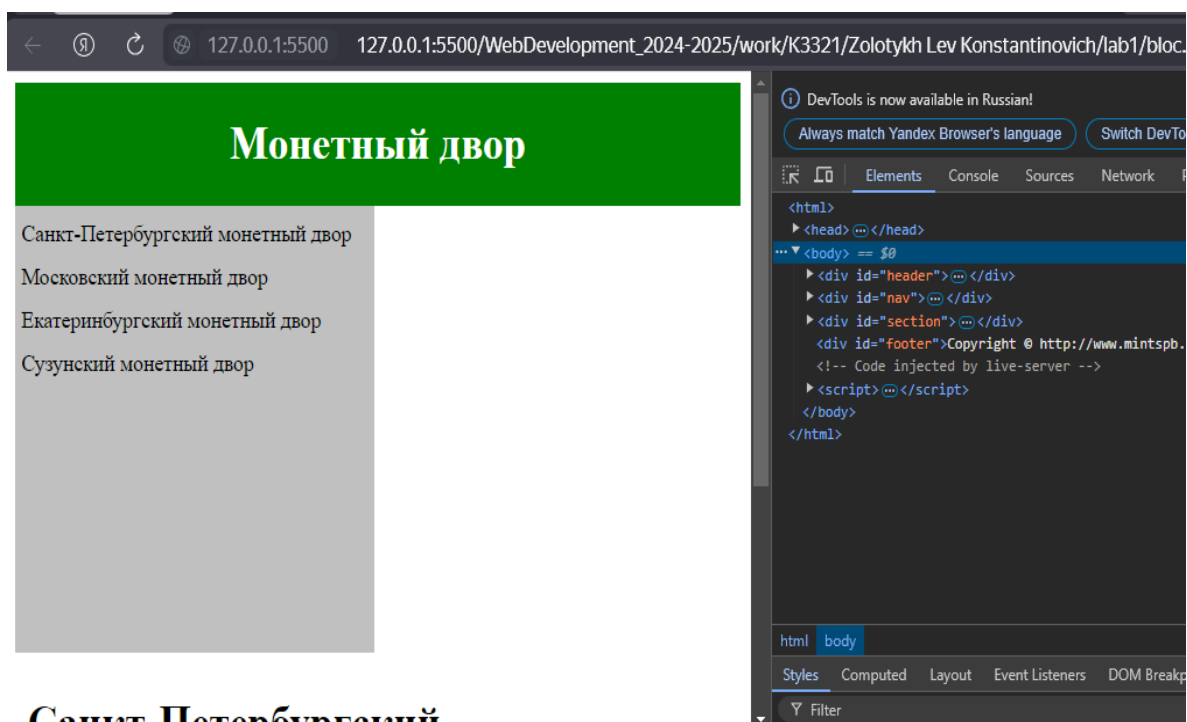 Я 127.0.0.1:5500 127.0.0.1:5500/WebDevelopment_2024-2025/work/K3321/Zolotykh Lev Konstantinovich/lab1/bloc.
Монетный двор
Санкт-Петербургский монетный двор
Московский монетный двор
Екатеринбургский монетный двор
Сузунский монетный двор
Санкт-Петербургский
DevTools is now available in Russian!
Always match Yandex Browser's language Switch DevTo
Elements Console Sources Network
<html>
<head> ... </head>
... <body> == $0
<div id="header"> ... </div>
<div id="nav"> ... </div>
<div id="section"> ... </div>
<div id="footer">Copyright © http://www.mintspb.
<!-- Code injected by live-server -->
<script> ... </script>
</body>
</html>
html body
Styles Computed Layout Event Listeners DOM Breakp
Filter